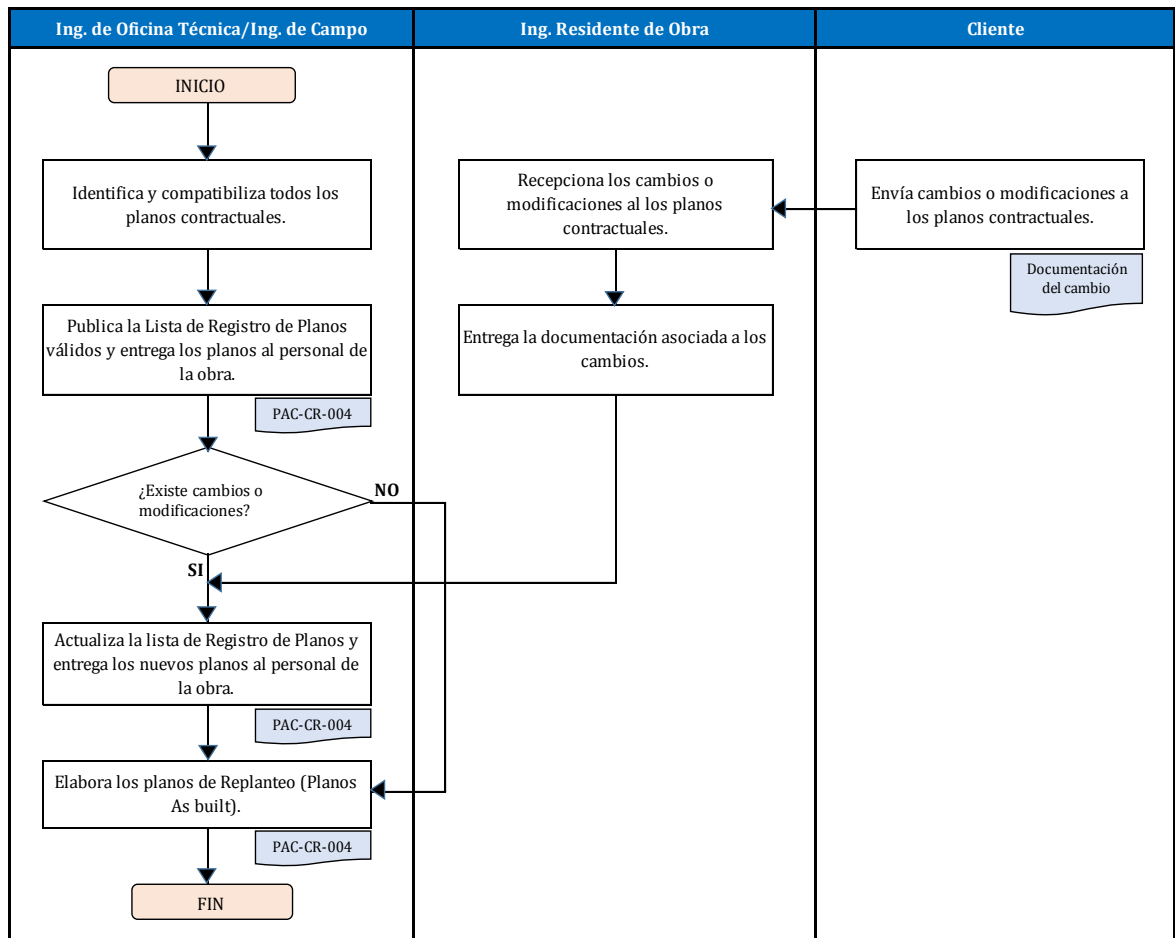 Ing. de Oficina Técnica/Ing. de Campo
Ing. Residente de Obra
Cliente
INICIO
Identifica y compatibiliza todos los
planos contractuales.
Recepciona los cambios o
modificaciones al los planos
contractuales.
Envía cambios o modificaciones a
los planos contractuales.
Documentación
del cambio
Publica la Lista de Registro de Planos
válidos y entrega los planos al personal de
la obra.
Entrega la documentación asociada a los
cambios.
PAC-CR-004
¿Existe cambios o
modificaciones?
NO
SI
Actualiza la lista de Registro de Planos y
entrega los nuevos planos al personal de
la obra.
PAC-CR-004
Elabora los planos de Replanteo (Planos
As built).
PAC-CR-004
FIN